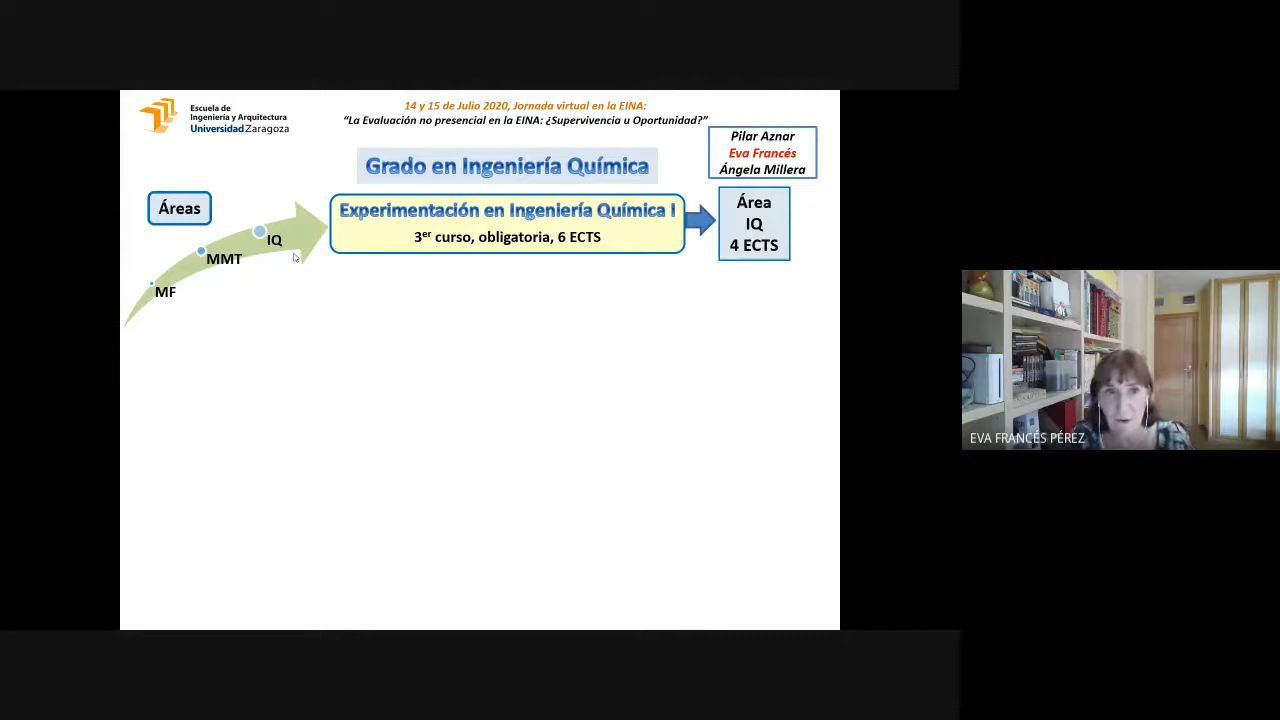 Escuela de
Ingeniería y Arquitectura
Universidad Zaragoza
14 y 15 de Julio 2020, Jornada virtual en la EINA:
“La Evaluación no presencial en la EINA: ¿Supervivencia u Oportunidad?”
Pilar Aznar
Eva Francés
Ángela Millera
Grado en Ingeniería Química
Áreas
Experimentación en Ingeniería Química I
3er curso, obligatoria, 6 ECTS
Área
IQ
4 ECTS
IQ
MMT
MF
EVA FRANCÉS PÉREZ